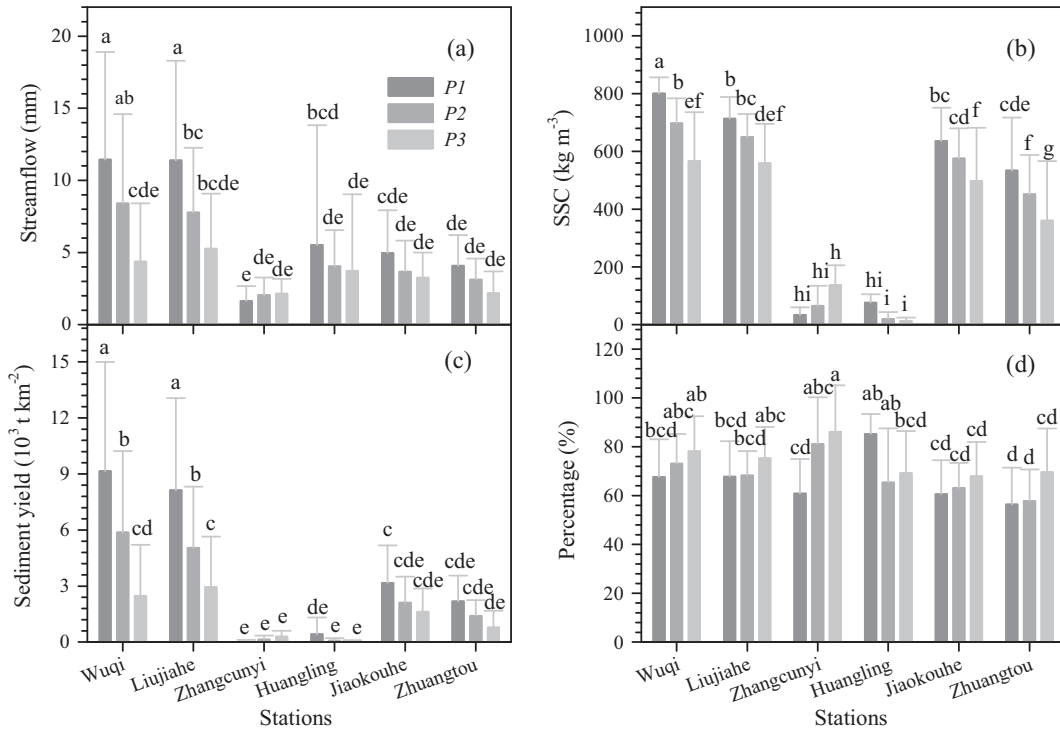 (a)
P1
P2
P3
Streamflow (mm)
20
15
10
5
0
a
ab
cde
a
bc
bcde
e
de
de
bcd
de
de
cde
de
de
de
de
de
(b)
SSC (kg m-3)
1000
800
600
400
200
0
a
b
ef
b
bc
def
hi
hi
h
hi
i
i
bc
cd
f
cde
f
g
(c)
Sediment yield (10³ t km-2)
15
12
9
6
3
0
a
b
cd
a
b
c
e
e
e
de
e
e
c
cde
cde
cde
cde
de
Wuqi
Liujiahe
Zhangcunyi
Huangling
Jiaokouhe
Zhuangtou
Stations
(d)
Percentage (%)
120
100
80
60
40
20
0
bcd
abc
ab
bcd
bcd
abc
cd
abc
a
ab
ab
bcd
cd
cd
cd
d
d
cd
Wuqi
Liujiahe
Zhangcunyi
Huangling
Jiaokouhe
Zhuangtou
Stations